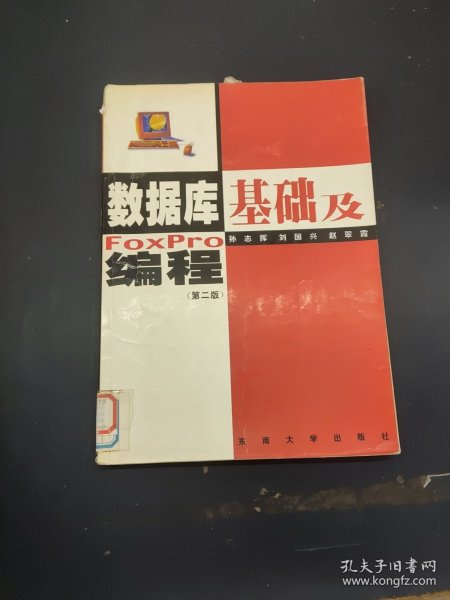 数据库基础及
FoxPro
孙志挥 刘国兴 赵翠霞
编程
(第二版)
东南大学出版社
孔夫子旧书网
www.kongfz.com